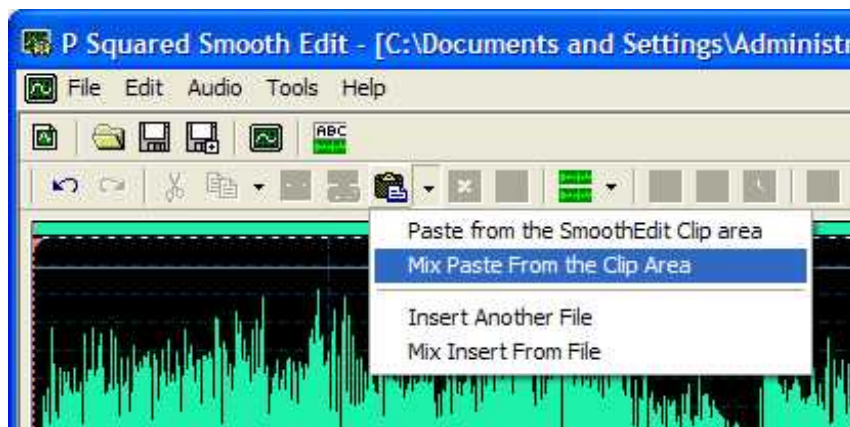 P Squared Smooth Edit - [C:\Documents and Settings\Administr
File Edit Audio Tools Help
ABC
Paste from the SmoothEdit Clip area
Mix Paste From the Clip Area
Insert Another File
Mix Insert From File